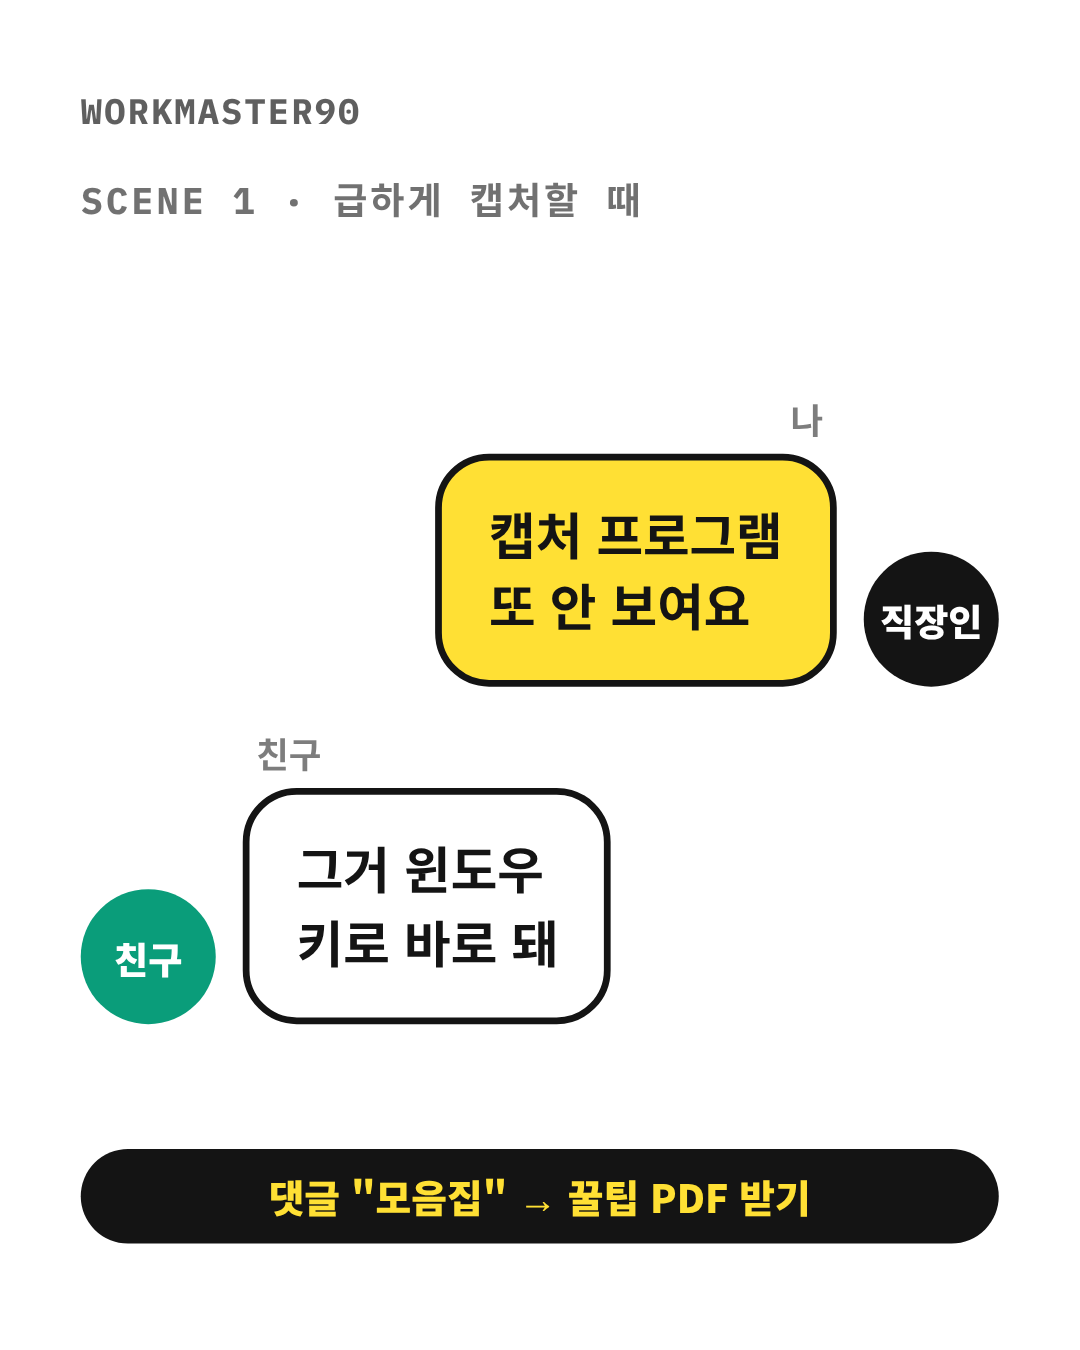 WORKMASTER90
SCENE 1 · 급하게 캡처할 때
나
캡처 프로그램
또 안 보여요
직장인
친구
그거 윈도우
키로 바로 돼
친구
댓글 "모음집" → 꿀팁 PDF 받기